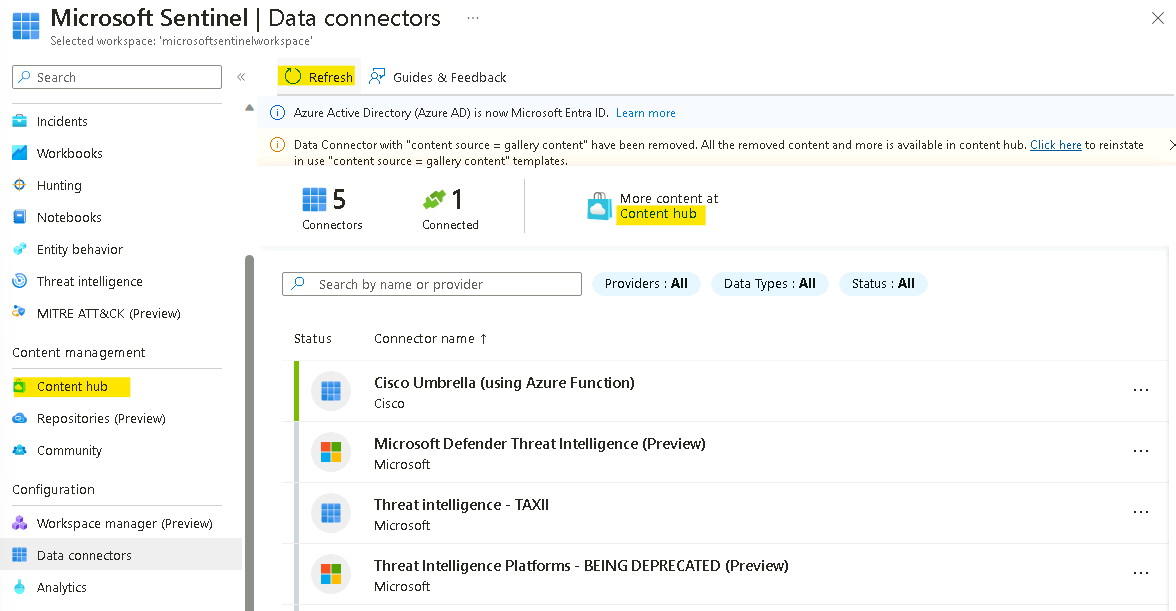 Microsoft Sentinel | Data connectors ...
Selected workspace: 'microsoftsentinelworkspace'
Search
«
Incidents
Workbooks
Hunting
Notebooks
Entity behavior
Threat intelligence
MITRE ATT&CK (Preview)
Content management
Content hub
Repositories (Preview)
Community
Configuration
Workspace manager (Preview)
Data connectors
Analytics
Refresh
Guides & Feedback
Azure Active Directory (Azure AD) is now Microsoft Entra ID. Learn more
Data Connector with "content source = gallery content" have been removed. All the removed content and more is available in content hub. Click here to reinstate
in use "content source = gallery content" templates.
5
Connectors
1
Connected
More content at
Content hub
Search by name or provider
Providers : All
Data Types : All
Status : All
Status
Connector name ↑
Cisco Umbrella (using Azure Function)
Cisco
...
Microsoft Defender Threat Intelligence (Preview)
Microsoft
...
Threat intelligence - TAXII
Microsoft
...
Threat Intelligence Platforms - BEING DEPRECATED (Preview)
Microsoft
...